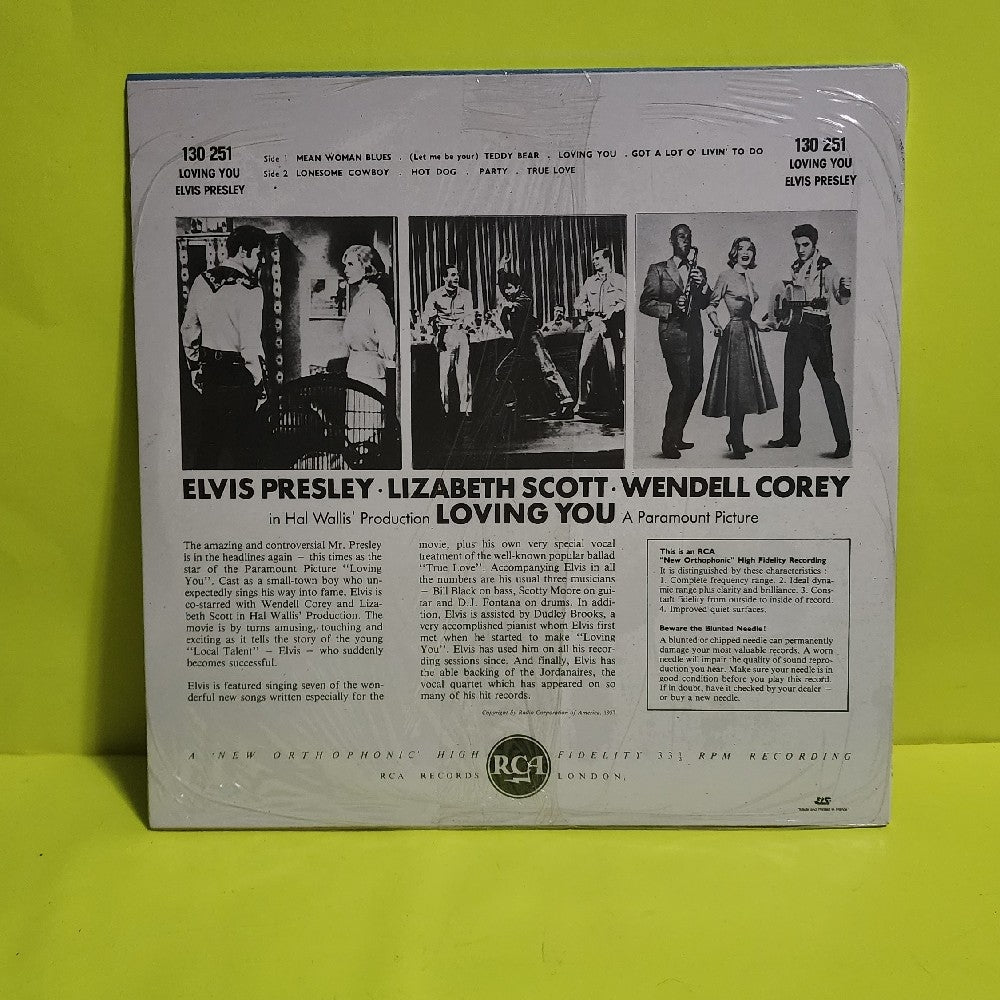 130 251
LOVING YOU
ELVIS PRESLEY
Side 1 MEAN WOMAN BLUES . (Let me be your) TEDDY BEAR . LOVING YOU . GOT A LOT O' LIVIN' TO DO
Side 2 LONESOME COWBOY . HOT DOG . PARTY . TRUE LOVE
130 251
LOVING YOU
ELVIS PRESLEY
ELVIS PRESLEY · LIZABETH SCOTT · WENDELL COREY
in Hal Wallis' Production LOVING YOU A Paramount Picture
The amazing and controversial Mr. Presley
is in the headlines again — this times as the
star of the Paramount Picture "Loving
You". Cast as a small-town boy who un-
expectedly sings his way into fame, Elvis is
co-starred with Wendell Corey and Liza-
beth Scott in Hal Wallis' Production. The
movie is by turns amusing, touching and
exciting as it tells the story of the young
"Local Talent" — Elvis — who suddenly
becomes successful.
Elvis is featured singing seven of the won-
derful new songs written especially for the
movie, plus his own very special vocal
treatment of the well-known popular ballad
"True Love". Accompanying Elvis in all
the numbers are his usual three musicians
— Bill Black on bass, Scotty Moore on gui-
tar and D.J. Fontana on drums. In addi-
tion, Elvis is assisted by Dudley Brooks, a
very accomplished pianist whom Elvis first
met when he started to make "Loving
You". Elvis has used him on all his recor-
ding sessions since. And finally, Elvis has
the able backing of the Jordanaires, the
vocal quartet which has appeared on so
many of his hit records.
Copyright by Radio Corporation of America, 1957
This is an RCA
"New Orthophonic" High Fidelity Recording
It is distinguished by these characteristics :
1. Complete frequency range. 2. Ideal dyna-
mic range plus clarity and brilliance. 3. Cons-
tant fidelity from outside to inside of record.
4. Improved quiet surfaces.
Beware the Blunted Needle!
A blunted or chipped needle can permanently
damage your most valuable records. A worn
needle will impair the quality of sound repro-
duction you hear. Make sure your needle is in
good condition before you play this record.
If in doubt, have it checked by your dealer —
or buy a new needle.
A 'NEW ORTHOPHONIC' HIGH FIDELITY 33⅓ RPM RECORDING
RCA RECORDS RCA LONDON.